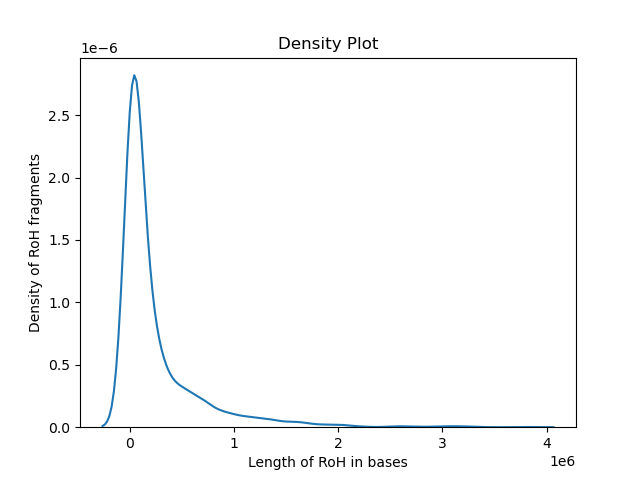 Density Plot
1e−6
2.5
2.0
1.5
1.0
0.5
0.0
Density of RoH fragments
0 1 2 3 4
1e6
Length of RoH in bases